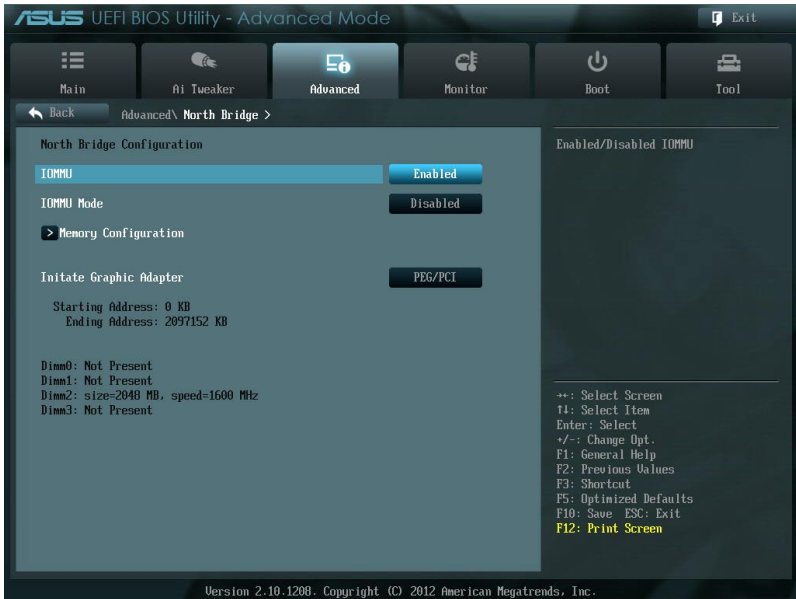 ASUS UEFI BIOS Utility - Advanced Mode
Exit
Main
Ai Tweaker
Advanced
Monitor
Boot
Tool
Back
Advanced\ North Bridge >
North Bridge Configuration
IOMMU Enabled
IOMMU Mode Disabled
> Memory Configuration
Initate Graphic Adapter PEG/PCI
Starting Address: 0 KB
Ending Address: 2097152 KB
Dimm0: Not Present
Dimm1: Not Present
Dimm2: size=2048 MB, speed=1600 MHz
Dimm3: Not Present
Enabled/Disabled IOMMU
→←: Select Screen
↑↓: Select Item
Enter: Select
+/-: Change Opt.
F1: General Help
F2: Previous Values
F3: Shortcut
F5: Optimized Defaults
F10: Save ESC: Exit
F12: Print Screen
Version 2.10.1208. Copyright (C) 2012 American Megatrends, Inc.